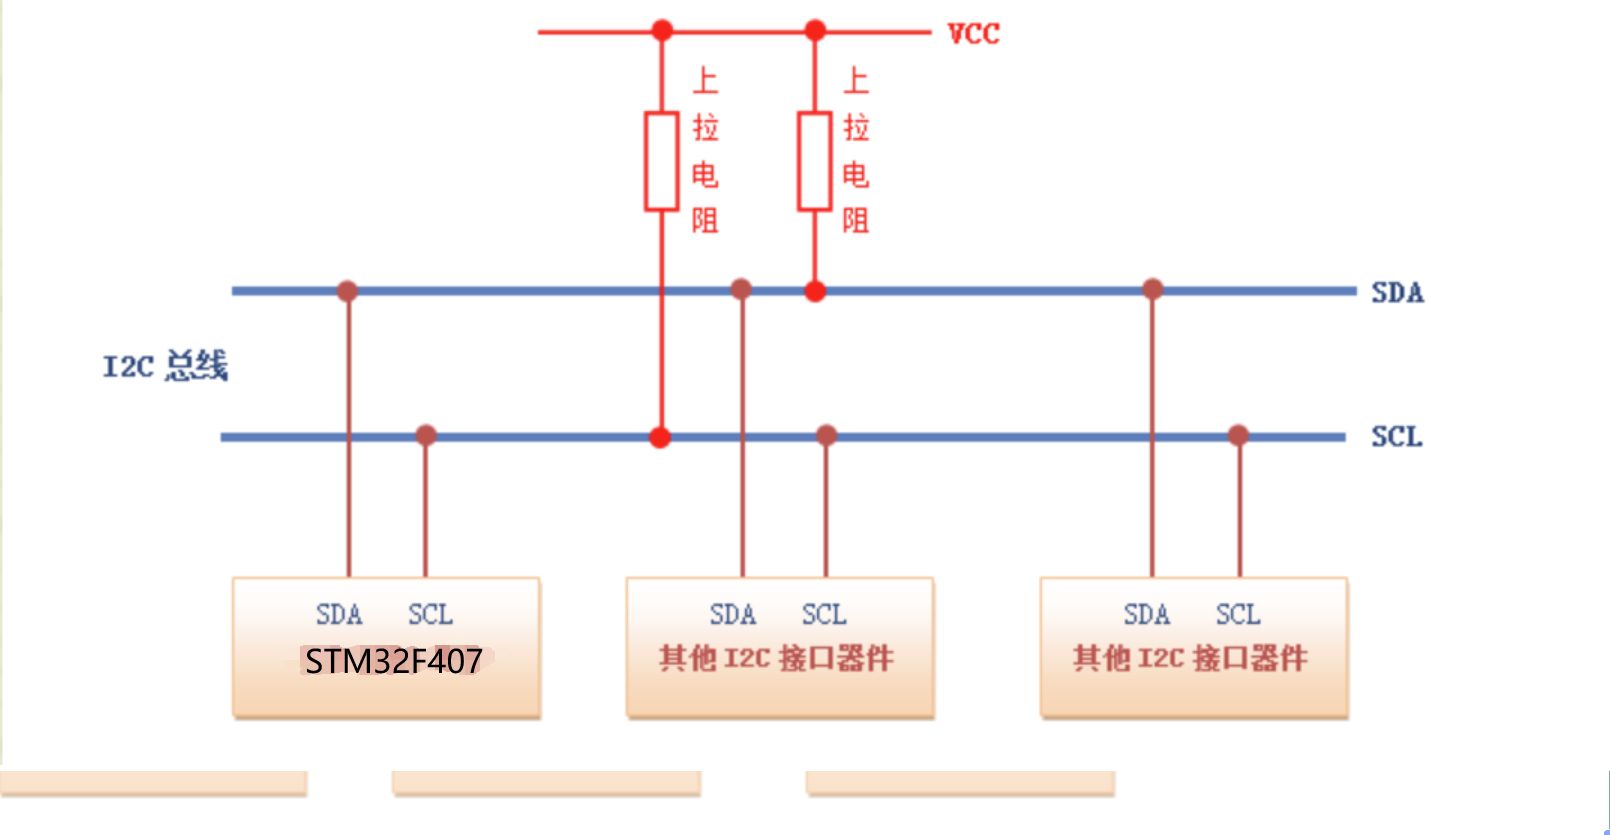 VCC
上拉电阻
上拉电阻
SDA
I2C 总线
SCL
SDA SCL
STM32F407
SDA SCL
其他 I2C 接口器件
SDA SCL
其他 I2C 接口器件